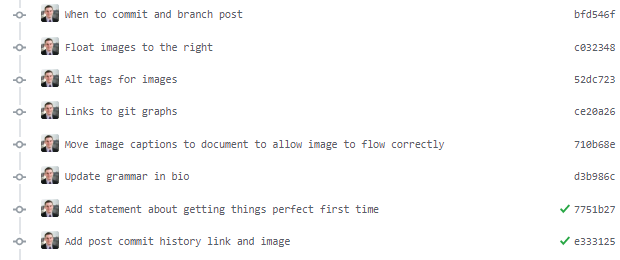 When to commit and branch post bfd546f
Float images to the right c032348
Alt tags for images 52dc723
Links to git graphs ce20a26
Move image captions to document to allow image to flow correctly 710b68e
Update grammar in bio d3b986c
Add statement about getting things perfect first time 7751b27
Add post commit history link and image e333125